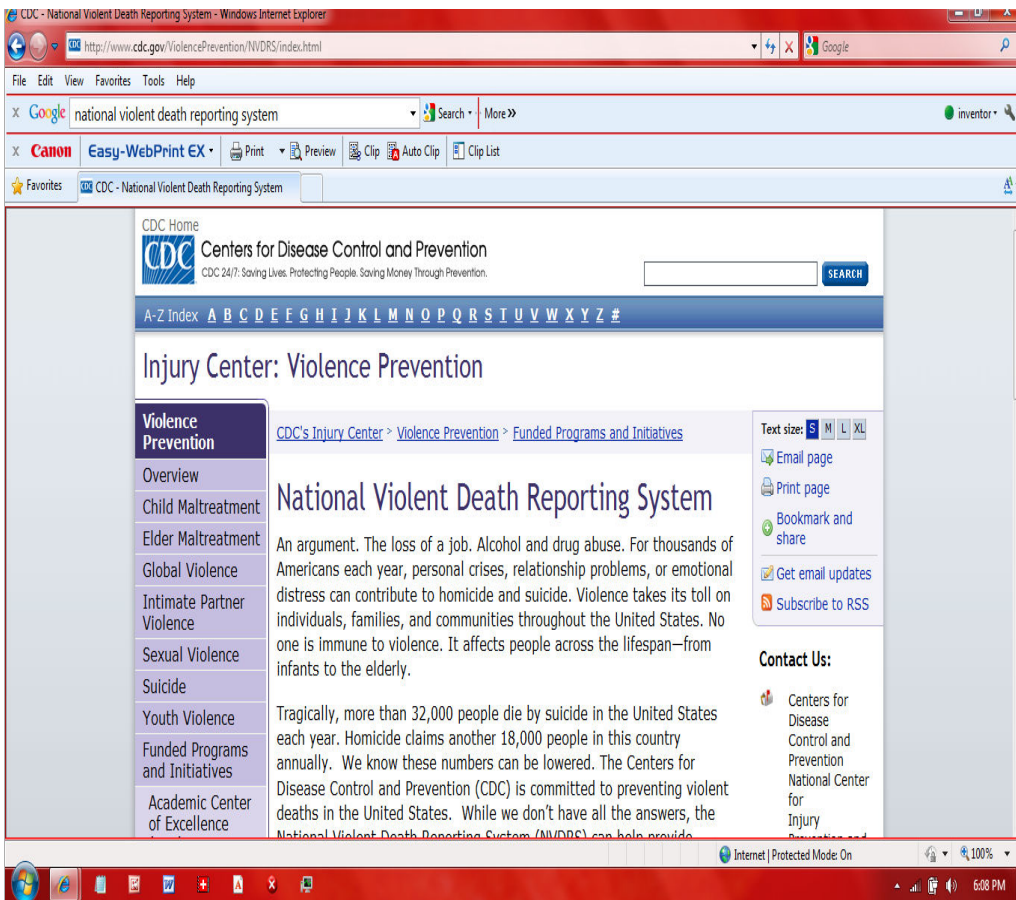 CDC - National Violent Death Reporting System - Windows Internet Explorer
http://www.cdc.gov/ViolencePrevention/NVDRS/index.html
Google
File Edit View Favorites Tools Help
x Google national violent death reporting system Search More >> inventor
x Canon Easy-WebPrint EX Print Preview Clip Auto Clip Clip List
Favorites CDC - National Violent Death Reporting System
CDC Home
CDC Centers for Disease Control and Prevention
CDC 24/7: Saving Lives. Protecting People. Saving Money Through Prevention.
SEARCH
A-Z Index A B C D E F G H I J K L M N O P Q R S T U V W X Y Z #
Injury Center: Violence Prevention
Violence
Prevention
Overview
Child Maltreatment
Elder Maltreatment
Global Violence
Intimate Partner
Violence
Sexual Violence
Suicide
Youth Violence
Funded Programs
and Initiatives
Academic Center
of Excellence
CDC's Injury Center > Violence Prevention > Funded Programs and Initiatives
National Violent Death Reporting System
An argument. The loss of a job. Alcohol and drug abuse. For thousands of
Americans each year, personal crises, relationship problems, or emotional
distress can contribute to homicide and suicide. Violence takes its toll on
individuals, families, and communities throughout the United States. No
one is immune to violence. It affects people across the lifespan—from
infants to the elderly.
Tragically, more than 32,000 people die by suicide in the United States
each year. Homicide claims another 18,000 people in this country
annually. We know these numbers can be lowered. The Centers for
Disease Control and Prevention (CDC) is committed to preventing violent
deaths in the United States. While we don't have all the answers, the
National Violent Death Reporting System (NVDRS) can help provide
Text size: S M L XL
Email page
Print page
Bookmark and
share
Get email updates
Subscribe to RSS
Contact Us:
Centers for
Disease
Control and
Prevention
National Center
for
Injury
Prevention and
Internet | Protected Mode: On 100%
6:08 PM